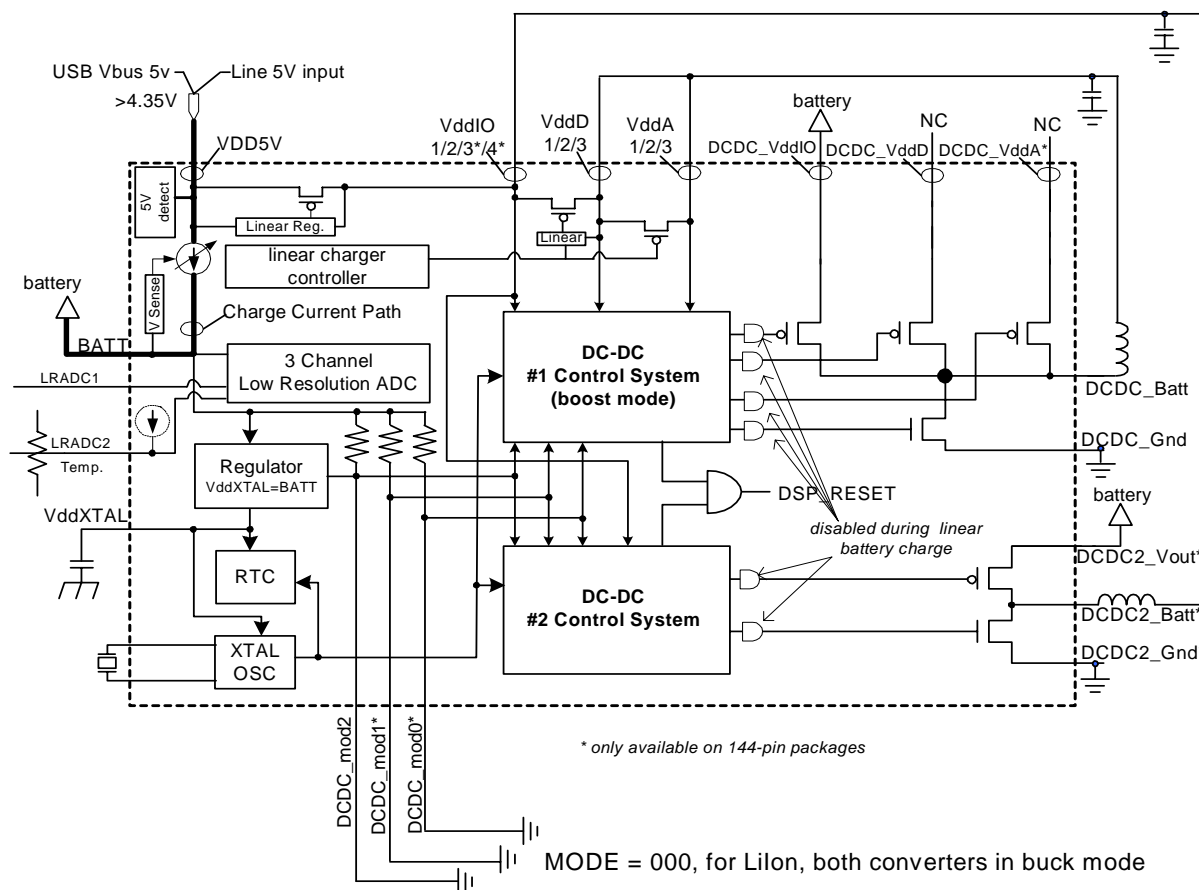 USB Vbus 5v
Line 5V input
>4.35V
VDD5V
VddIO
1/2/3*/4*
VddD
1/2/3
VddA
1/2/3
battery
DCDC_VddIO
NC
DCDC_VddD
NC
DCDC_VddA*
5V
detect
Linear Reg.
Linear
linear charger
controller
battery
V Sense
Charge Current Path
BATT
3 Channel
Low Resolution ADC
LRADC1
LRADC2
Temp.
DC-DC
#1 Control System
(boost mode)
DCDC_Batt
DCDC_Gnd
Regulator
VddXTAL=BATT
DSP_RESET
battery
VddXTAL
disabled during linear
battery charge
RTC
DCDC2_Vout*
DC-DC
#2 Control System
DCDC2_Batt*
XTAL
OSC
DCDC2_Gnd
DCDC_mod2
DCDC_mod1*
DCDC_mod0*
* only available on 144-pin packages
MODE = 000, for LiIon, both converters in buck mode